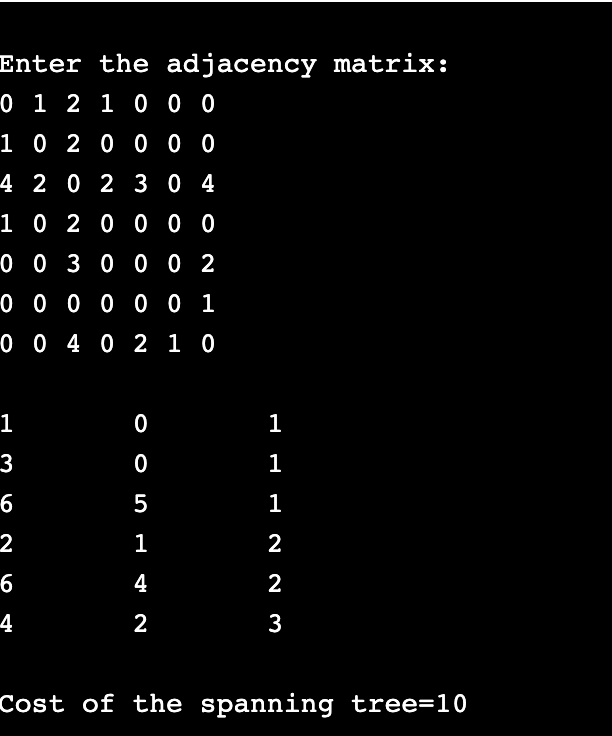 Enter the adjacency matrix:
0 1 2 1 0 0 0
1 0 2 0 0 0 0
4 2 0 2 3 0 4
1 0 2 0 0 0 0
0 0 3 0 0 0 2
0 0 0 0 0 0 1
0 0 4 0 2 1 0
1 0 1
3 0 1
6 5 1
2 1 2
6 4 2
4 2 3
Cost of the spanning tree=10